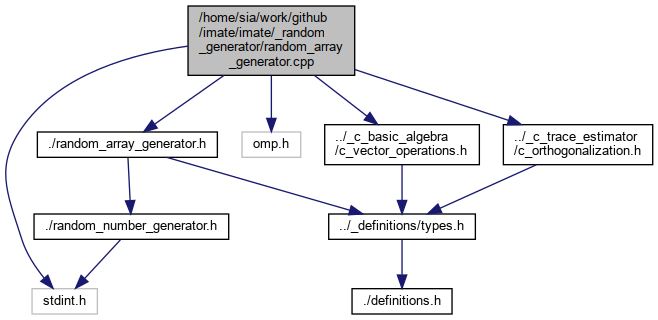 /home/sia/work/github
/imate/imate/_random
_generator/random_array
_generator.cpp
./random_array_generator.h
omp.h
../_c_basic_algebra
/c_vector_operations.h
../_c_trace_estimator
/c_orthogonalization.h
./random_number_generator.h
../_definitions/types.h
stdint.h
./definitions.h